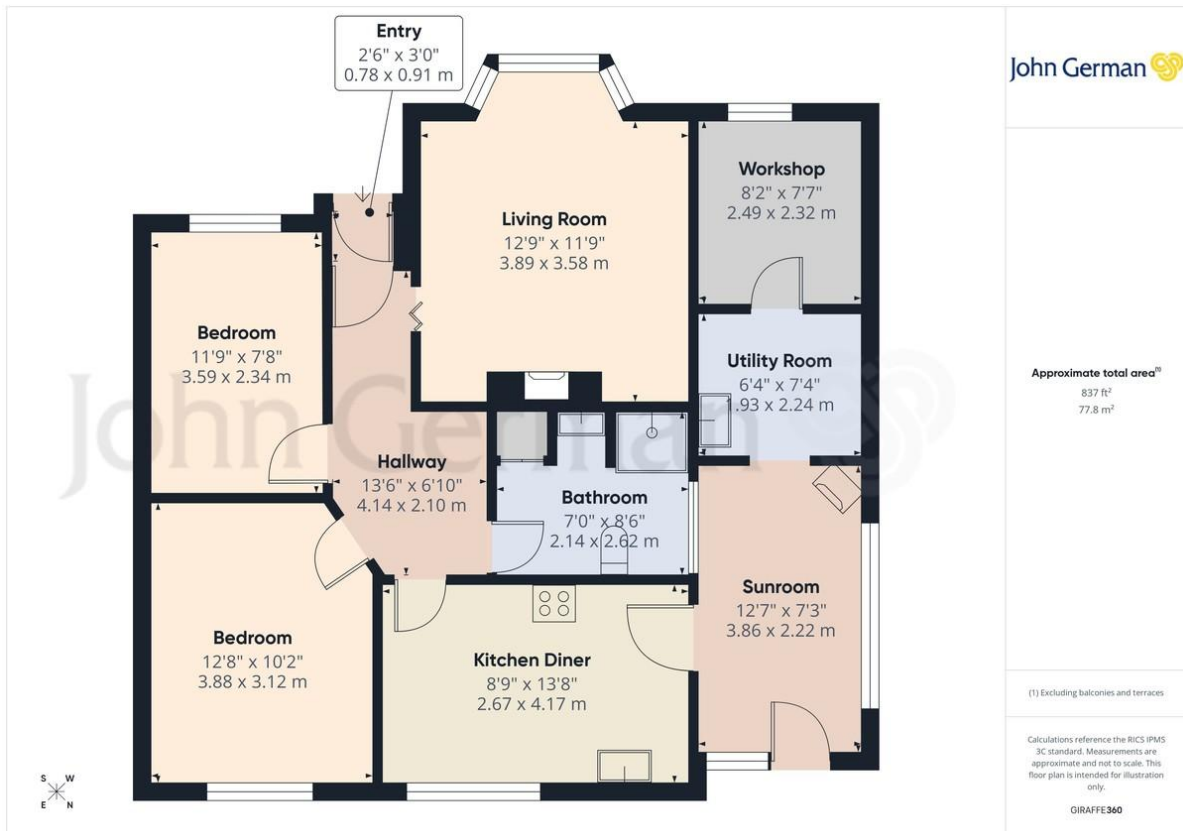 Entry
2'6" x 3'0"
0.78 x 0.91 m
John German
Living Room
12'9" x 11'9"
3.89 x 3.58 m
Workshop
8'2" x 7'7"
2.49 x 2.32 m
Bedroom
11'9" x 7'8"
3.59 x 2.34 m
Utility Room
6'4" x 7'4"
1.93 x 2.24 m
Approximate total area(1)
837 ft²
77.8 m²
John German
Hallway
13'6" x 6'10"
4.14 x 2.10 m
Bathroom
7'0" x 8'6"
2.14 x 2.62 m
Sunroom
12'7" x 7'3"
3.86 x 2.22 m
Bedroom
12'8" x 10'2"
3.88 x 3.12 m
Kitchen Diner
8'9" x 13'8"
2.67 x 4.17 m
(1) Excluding balconies and terraces
Calculations reference the RICS IPMS
3C standard. Measurements are
approximate and not to scale. This
floor plan is intended for illustration
only.
GIRAFFE360
S W
E N